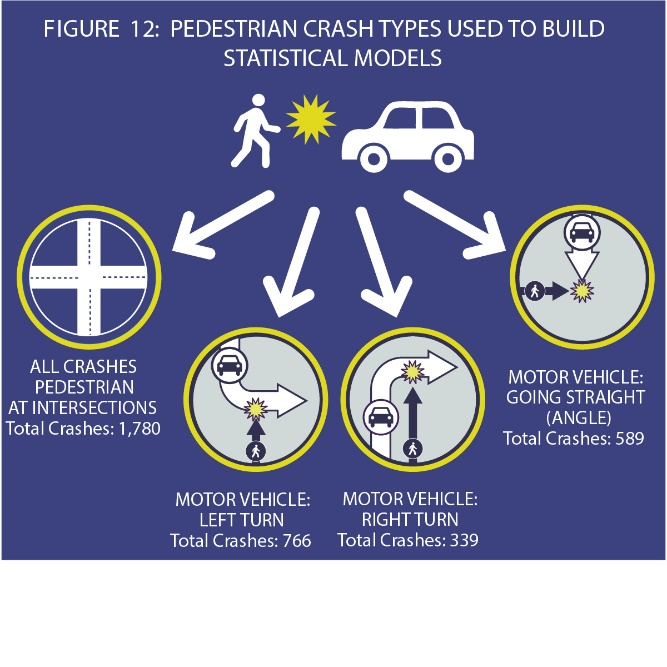 FIGURE 12: PEDESTRIAN CRASH TYPES USED TO BUILD
STATISTICAL MODELS
ALL CRASHES
PEDESTRIAN
AT INTERSECTIONS
Total Crashes: 1,780
MOTOR VEHICLE:
LEFT TURN
Total Crashes: 766
MOTOR VEHICLE:
RIGHT TURN
Total Crashes: 339
MOTOR VEHICLE:
GOING STRAIGHT
(ANGLE)
Total Crashes: 589